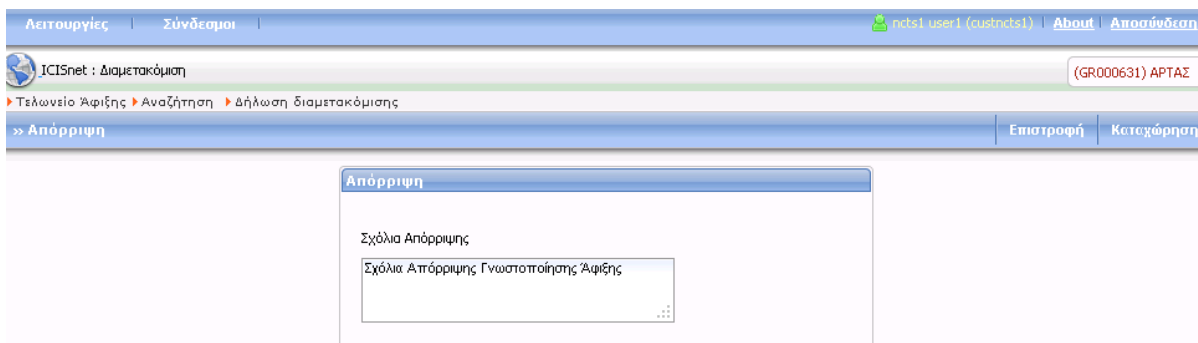 Λειτουργίες | Σύνδεσμοι | ncts1 user1 (custncts1) | About | Αποσύνδεση
ICISnet : Διαμετακόμιση (GR000631) ΑΡΤΑΣ
Τελωνείο Άφιξης Αναζήτηση Δήλωση διαμετακόμισης
» Απόρριψη Επιστροφή Καταχώρηση
Απόρριψη
Σχόλια Απόρριψης
Σχόλια Απόρριψης Γνωστοποίησης Άφιξης